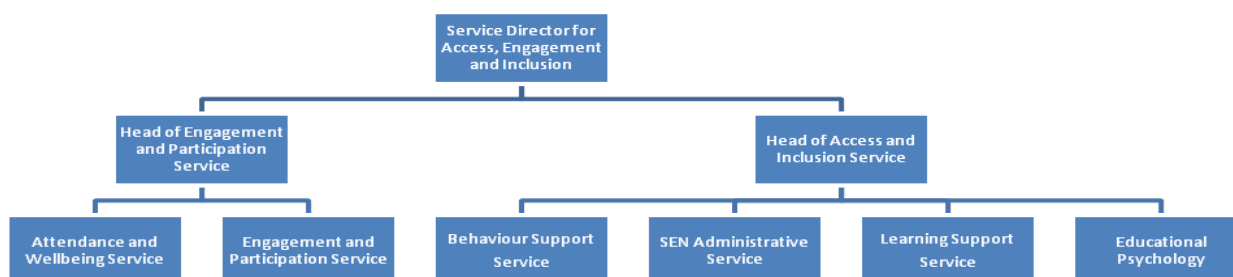 Service Director for
Access, Engagement
and Inclusion
Head of Engagement
and Participation
Service
Head of Access and
Inclusion Service
Attendance and
Wellbeing Service
Engagement and
Participation Service
Behaviour Support
Service
SEN Administrative
Service
Learning Support
Service
Educational
Psychology